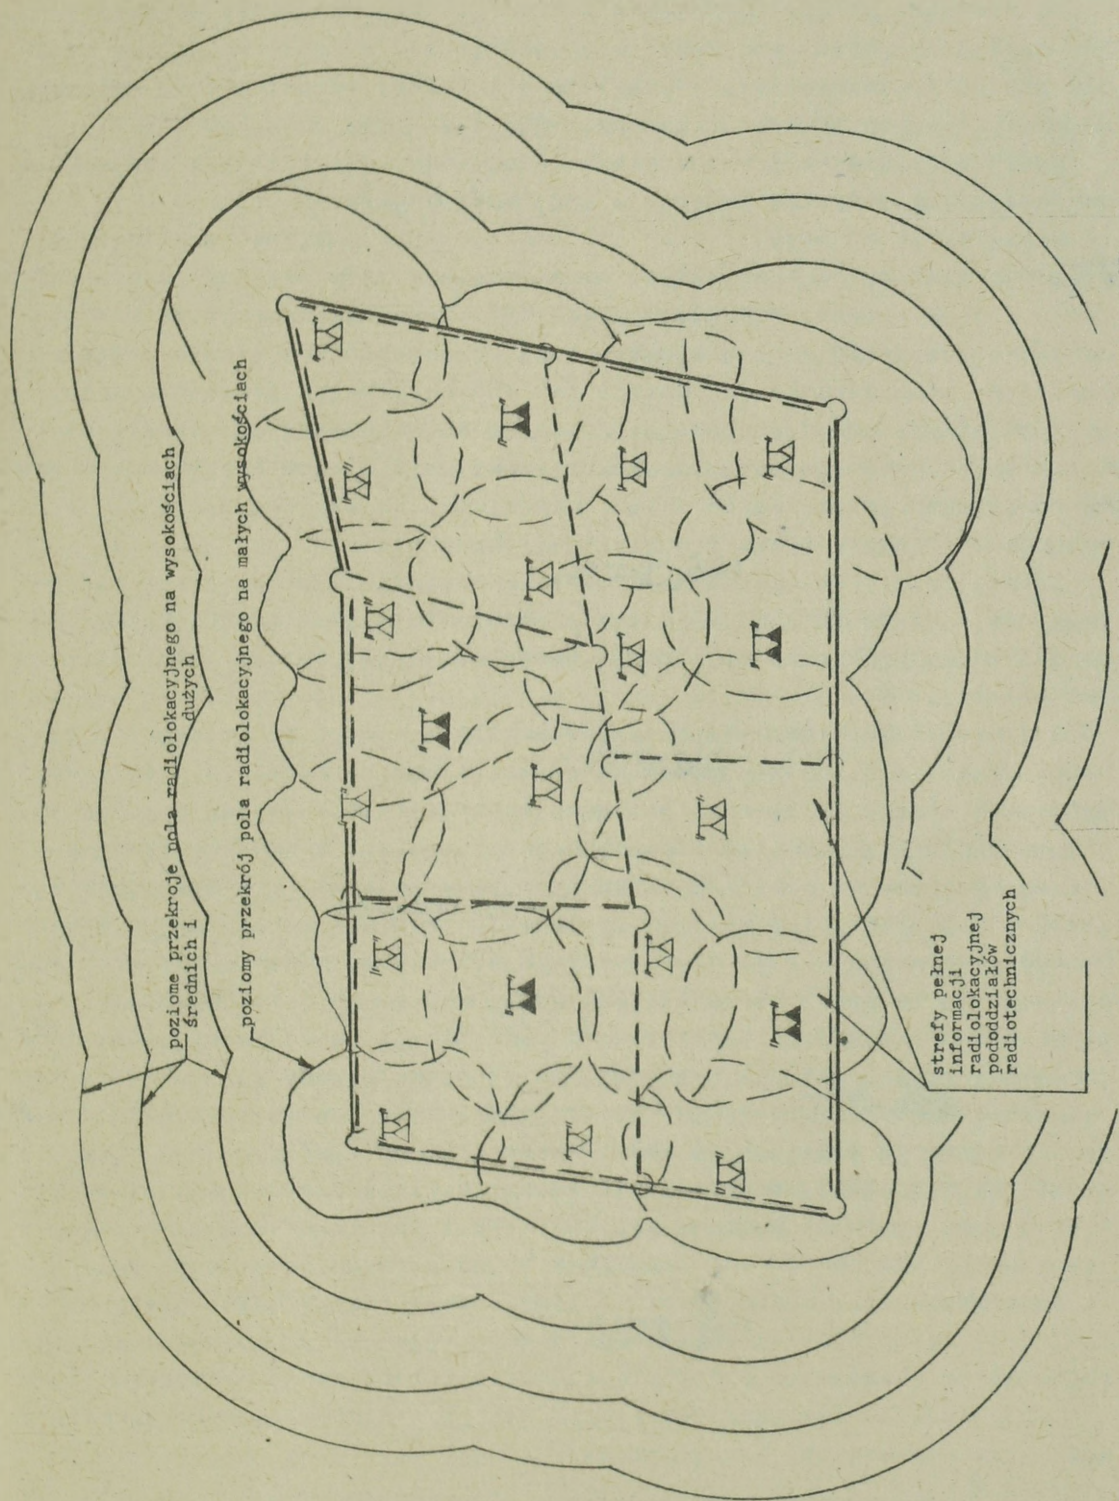 poziome przekroje pola radiolokacyjnego na wysokościach
średnich i dużych
poziomy przekrój pola radiolokacyjnego na małych wysokościach
strefy pełnej
informacji
radiolokacyjnej
pododdziałów
radiotechnicznych